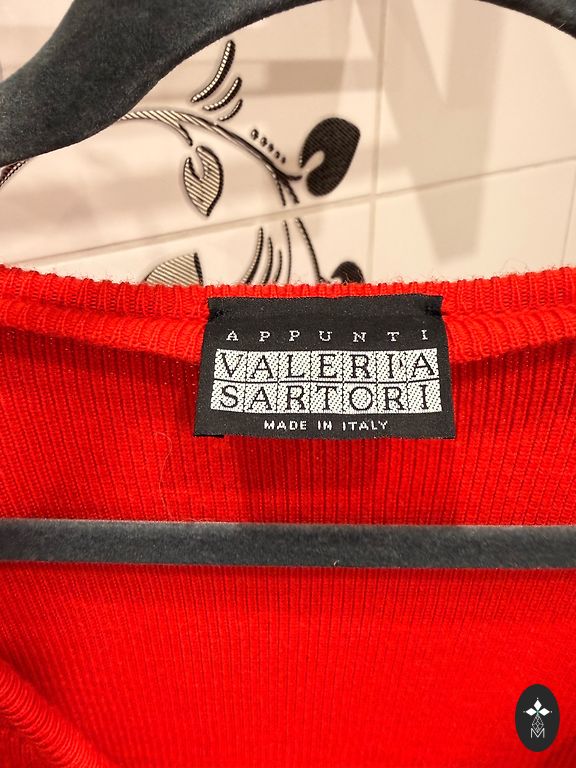 APPUNTI
VALERIA
SARTORI
MADE IN ITALY
M